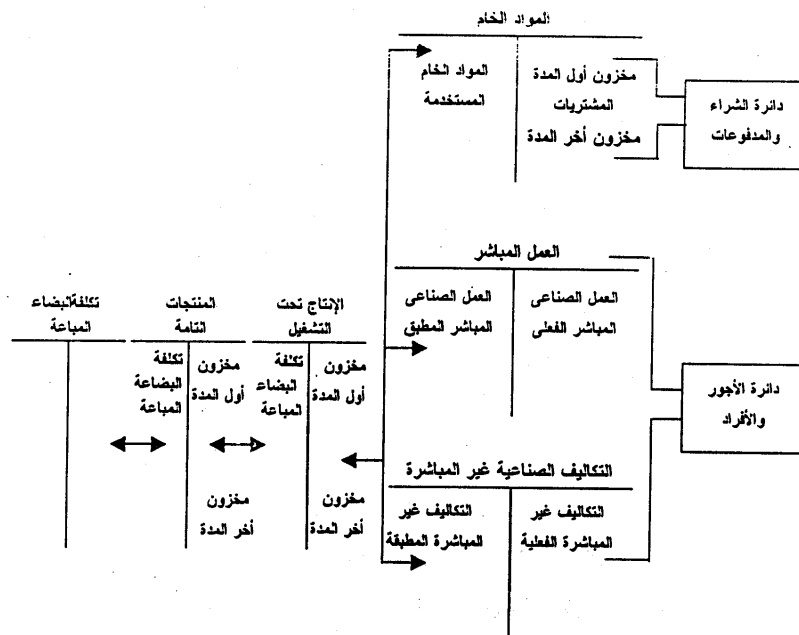 المواد الخام
مخزون أول المدة
المشتريات
مخزون أخر المدة
المواد الخام
المستخدمة
دائرة الشراء
والمدفوعات
العمل المباشر
العمل الصناعى
المباشر الفعلى
العمل الصناعى
المباشر المطبق
دائرة الأجور
والأفراد
التكاليف الصناعية غير المباشرة
التكاليف غير
المباشرة الفعلية
التكاليف غير
المباشرة المطبقة
الإنتاج تحت
التشغيل
مخزون
أول المدة
تكلفة
البضاعة
المباعة
مخزون
أخر المدة
المنتجات
التامة
مخزون
أول المدة
تكلفة
البضاعة
المباعة
مخزون
أخر المدة
تكلفةالبضاء
المباعة